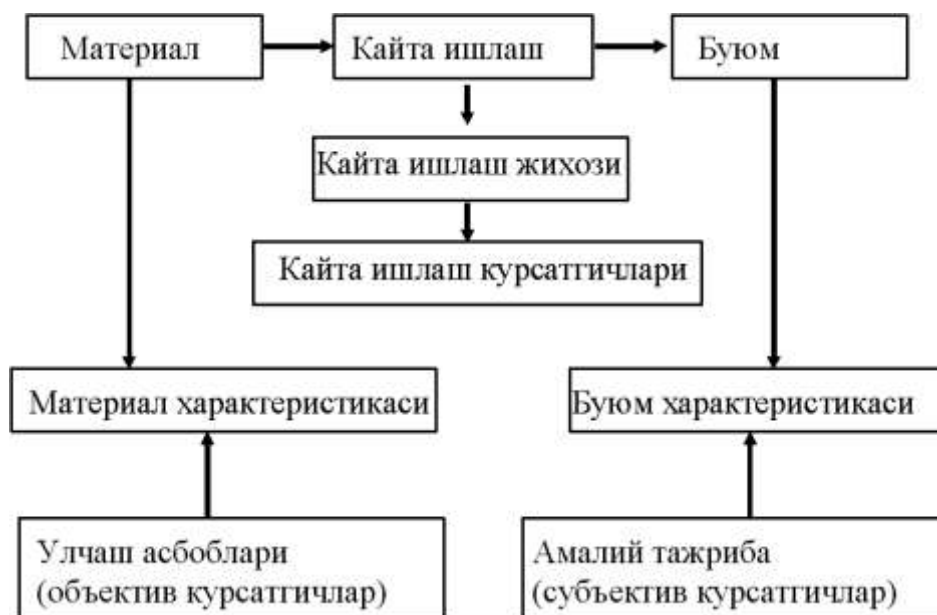 Материал
Кайта ишлаш
Буюм
Кайта ишлаш жихози
Кайта ишлаш курсатгичлари
Материал характеристикаси
Буюм характеристикаси
Улчаш асбоблари
(объектив курсатгичлар)
Амалий тажриба
(субъектив курсатгичлар)